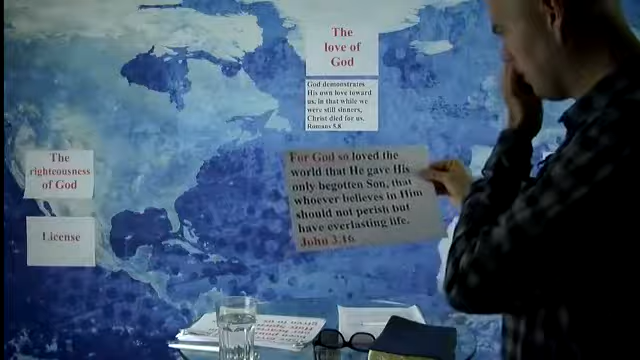 The
love of
God
God demonstrates
His own love toward
us, in that while we
were still sinners,
Christ died for us.
Romans 5.8
The
righteousness
of God
License
For God so loved the
world that He gave His
only begotten Son, that
whoever believes in Him
should not perish but
have everlasting life.
John 3.16